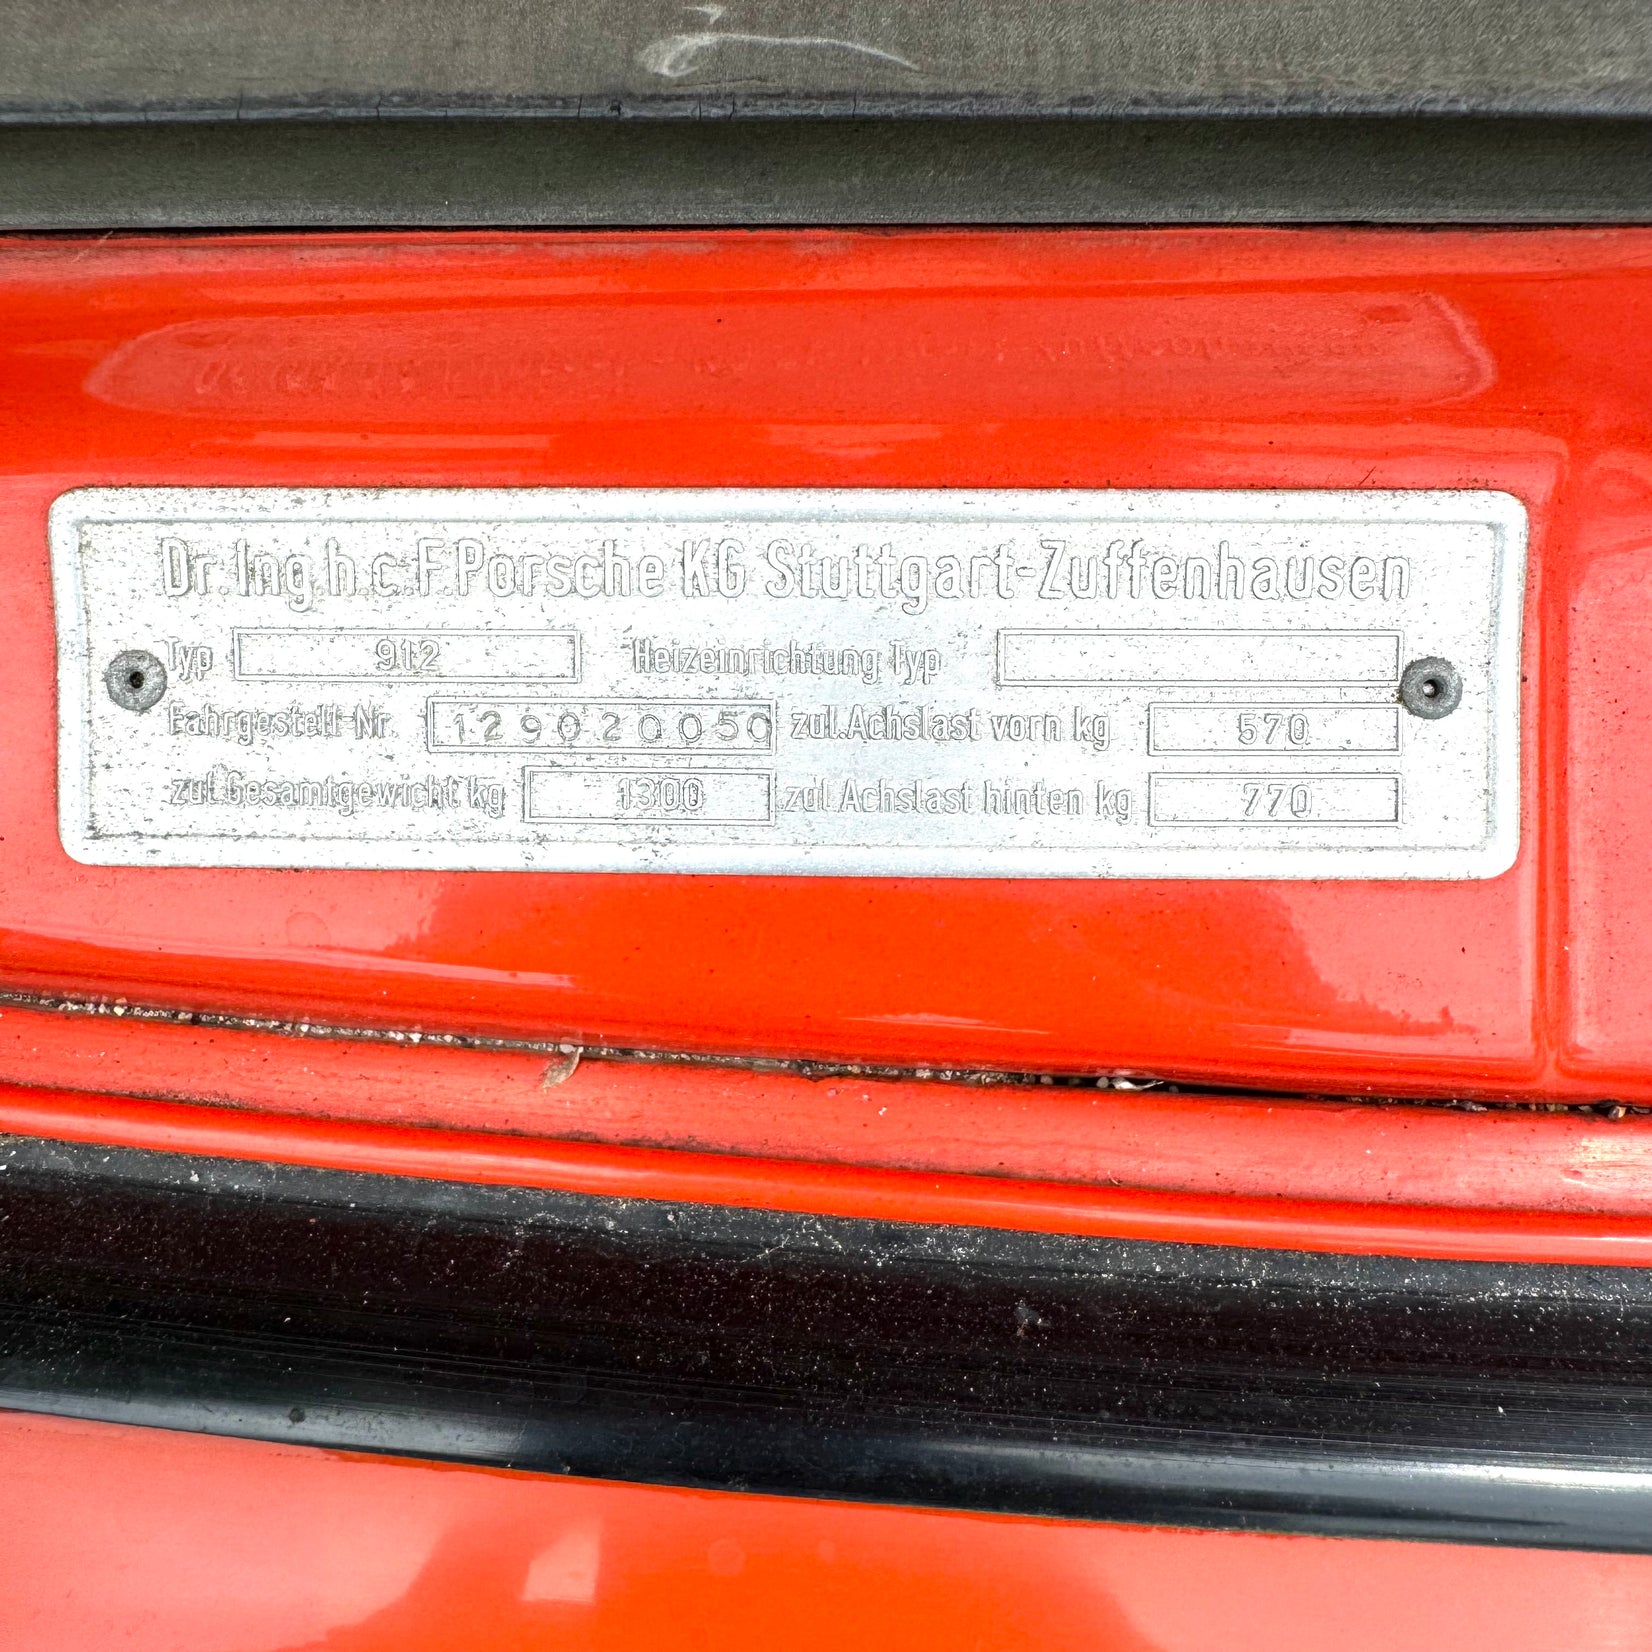 Dr. Ing. h. c. F. Porsche KG Stuttgart-Zuffenhausen
Typ 912 Heizeinrichtung Typ
Fahrgestell-Nr. 129020050 zul. Achslast vorn kg 570
zul. Gesamtgewicht kg 1300 zul. Achslast hinten kg 770